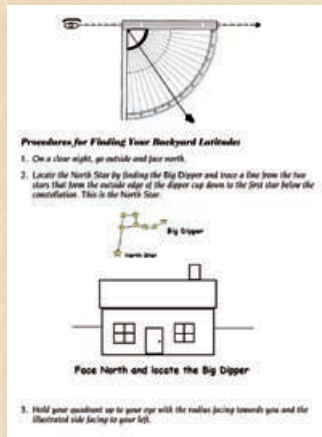 Procedures for Finding Your Backyard Latitude:
1. On a clear night, go outside and face north.
2. Locate the North Star by finding the Big Dipper and trace a line from the two
stars that form the outside edge of the dipper cup down to the first star below the
constellation. This is the North Star.
Big Dipper
North Star
Face North and locate the Big Dipper
3. Hold your quadrant up to your eye with the radius facing towards you and the
illustrated side facing to your left.